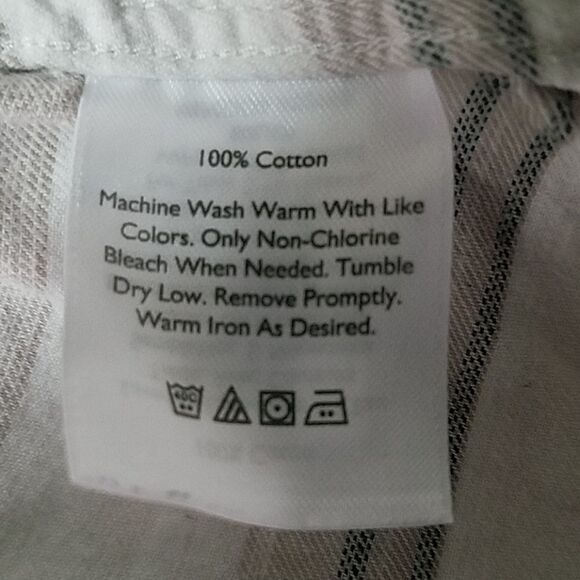 100% Cotton
Machine Wash Warm With Like
Colors. Only Non-Chlorine
Bleach When Needed. Tumble
Dry Low. Remove Promptly.
Warm Iron As Desired.